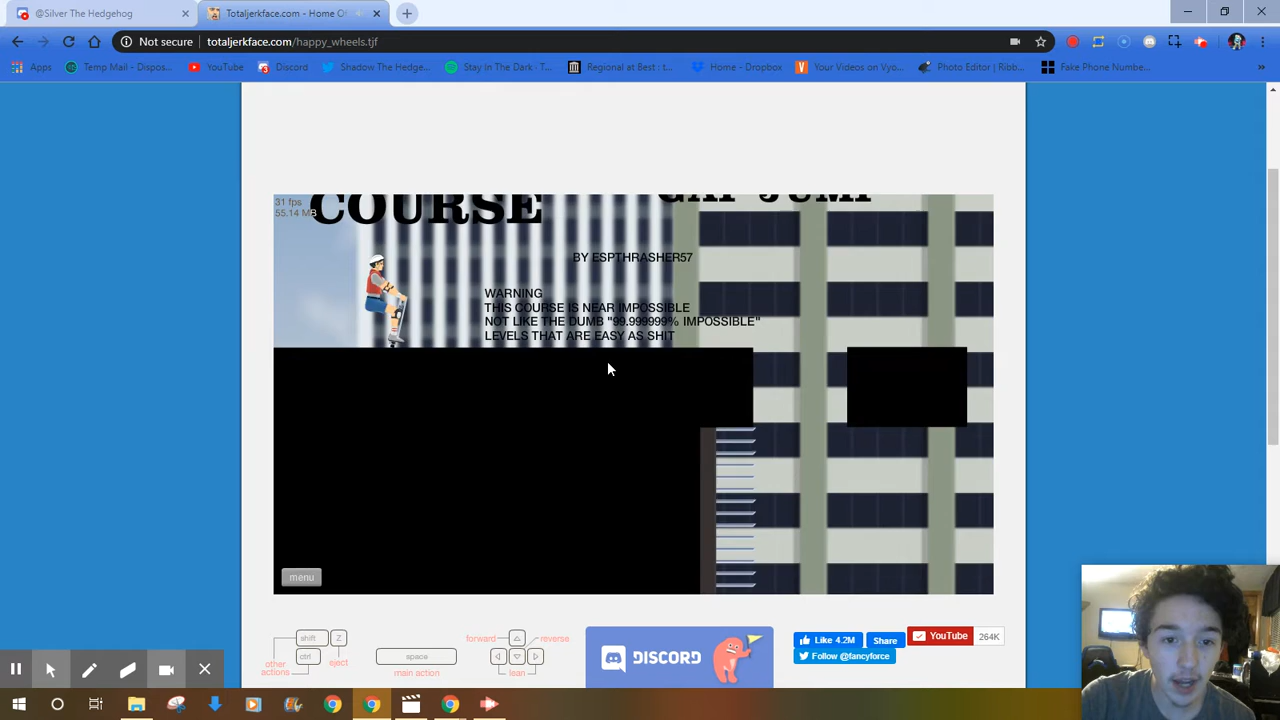 @Silver The Hedgehog
Totaljerkface.com - Home Of
Not secure
totaljerkface.com/happy_wheels.tjf
Apps
Temp Mail - Dispos...
YouTube
Discord
Shadow The Hedge...
Stay In The Dark · T...
Regional at Best : t...
Home - Dropbox
Your Videos on Vyo...
Photo Editor | Ribb...
Fake Phone Numbe...
»
31 fps
55.14 MB
COURSE
GAP JUMP
BY ESPTHRASHER57
WARNING
THIS COURSE IS NEAR IMPOSSIBLE
NOT LIKE THE DUMB "99.999999% IMPOSSIBLE"
LEVELS THAT ARE EASY AS SHIT
menu
shift
Z
ctrl
other
actions
eject
space
main action
forward
reverse
lean
DISCORD
Like 4.2M
Share
YouTube
264K
Follow @fancyforce